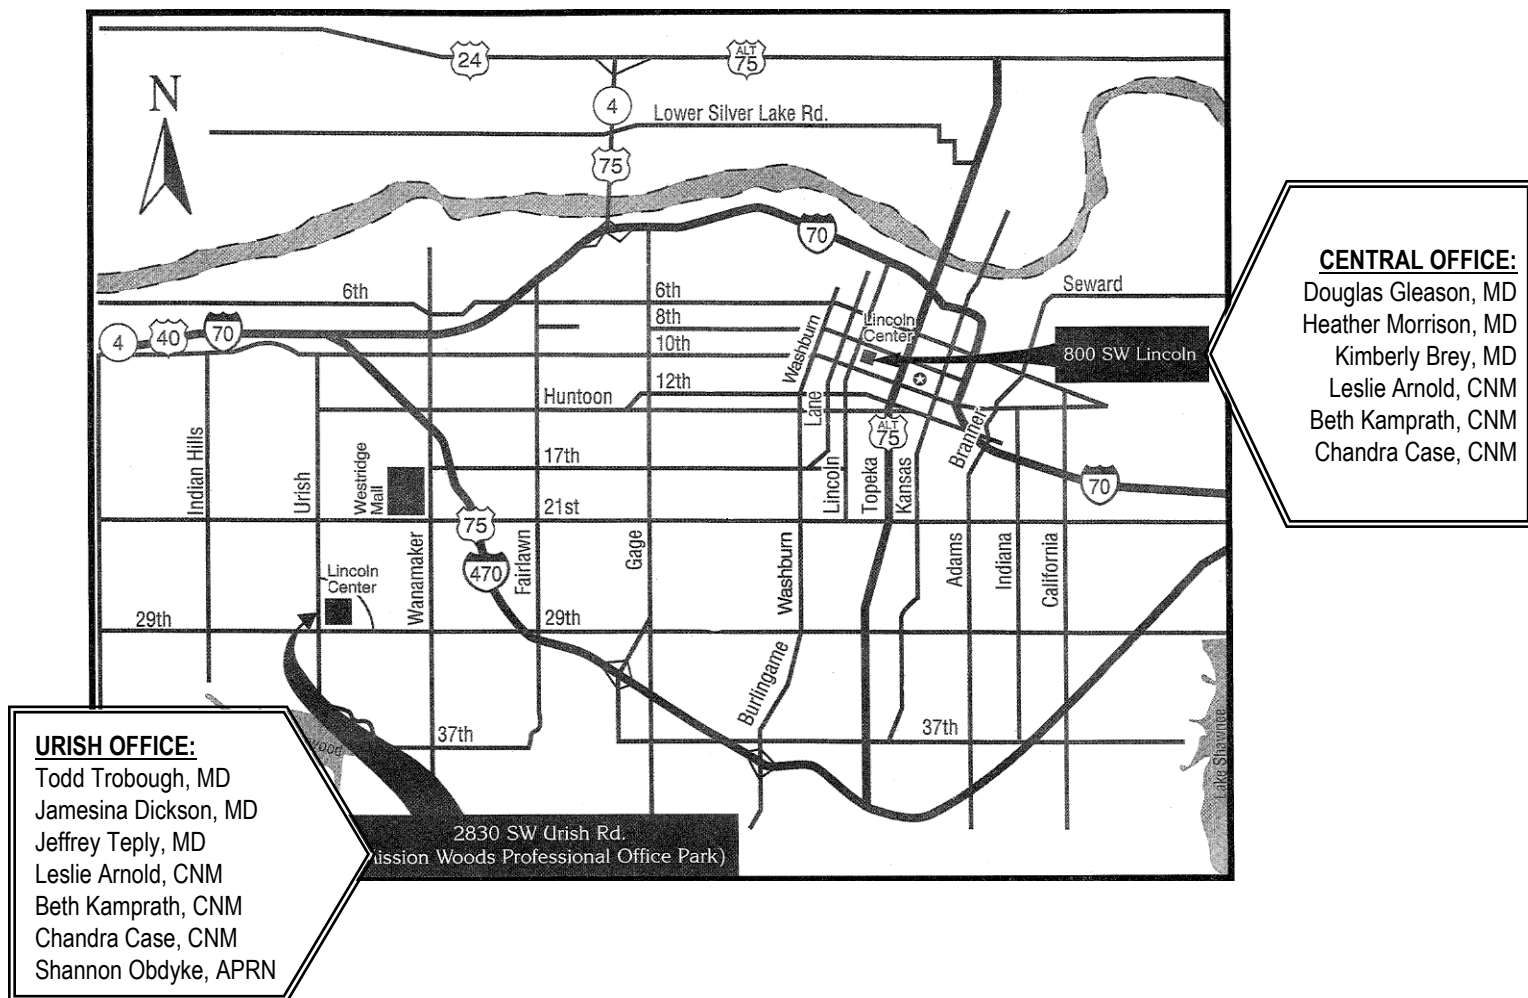 24
ALT
75
N
4
Lower Silver Lake Rd.
75
70
CENTRAL OFFICE:
Douglas Gleason, MD
Heather Morrison, MD
Kimberly Brey, MD
Leslie Arnold, CNM
Beth Kamprath, CNM
Chandra Case, CNM
Seward
6th
6th
8th
10th
12th
Huntoon
4
40
70
Washburn
Lane
Lincoln
Center
800 SW Lincoln
ALT
75
Branner
70
Indian Hills
Urish
Westridge
Mall
17th
21st
Lincoln
Topeka
Kansas
75
470
Wanamaker
Fairlawn
Gage
Washburn
Adams
Indiana
California
Lincoln
Center
29th
29th
Burlingame
37th
37th
Lake Shawnee
2830 SW Urish Rd.
ission Woods Professional Office Park)
URISH OFFICE:
Todd Trobough, MD
Jamesina Dickson, MD
Jeffrey Teply, MD
Leslie Arnold, CNM
Beth Kamprath, CNM
Chandra Case, CNM
Shannon Obdyke, APRN